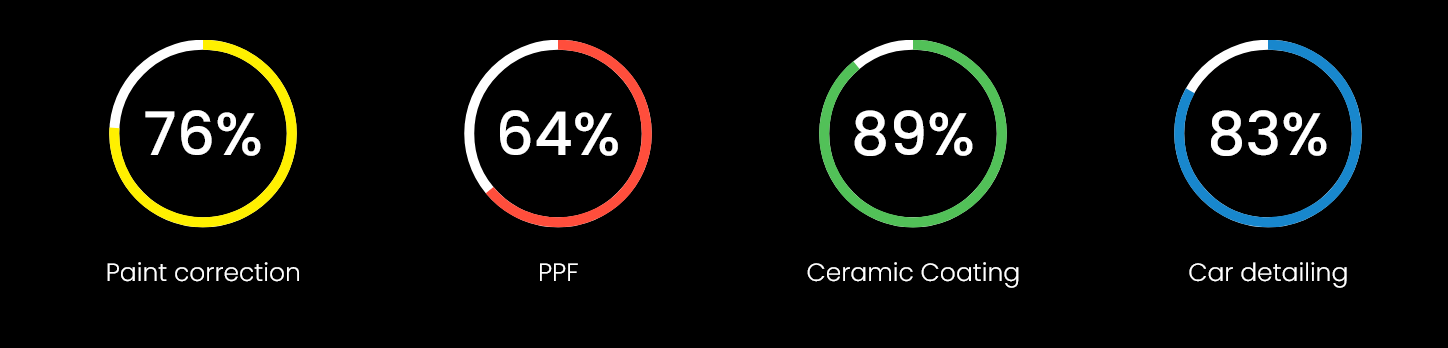 76%
64%
89%
83%
Paint correction
PPF
Ceramic Coating
Car detailing